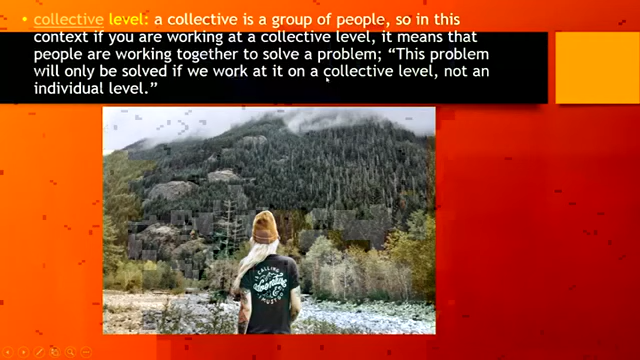 • collective level: a collective is a group of people, so in this
context if you are working at a collective level, it means that
people are working together to solve a problem; “This problem
will only be solved if we work at it on a collective level, not an
individual level.”
CALLING
Adventure